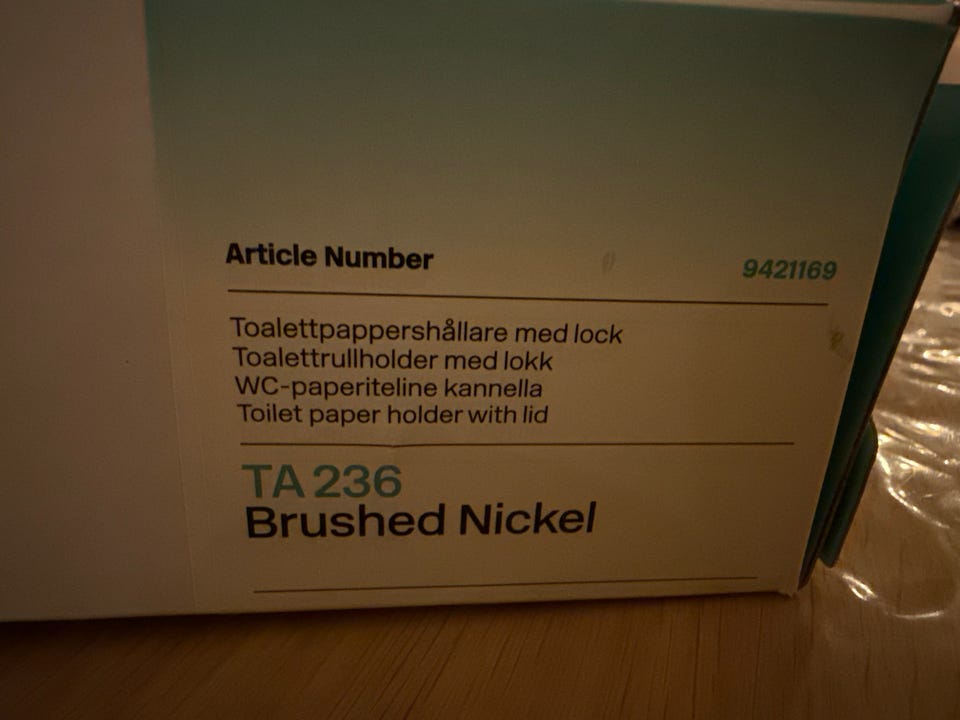 Article Number 9421169
Toalettpappershållare med lock
Toalettrullholder med lokk
WC-paperiteline kannella
Toilet paper holder with lid
TA 236
Brushed Nickel